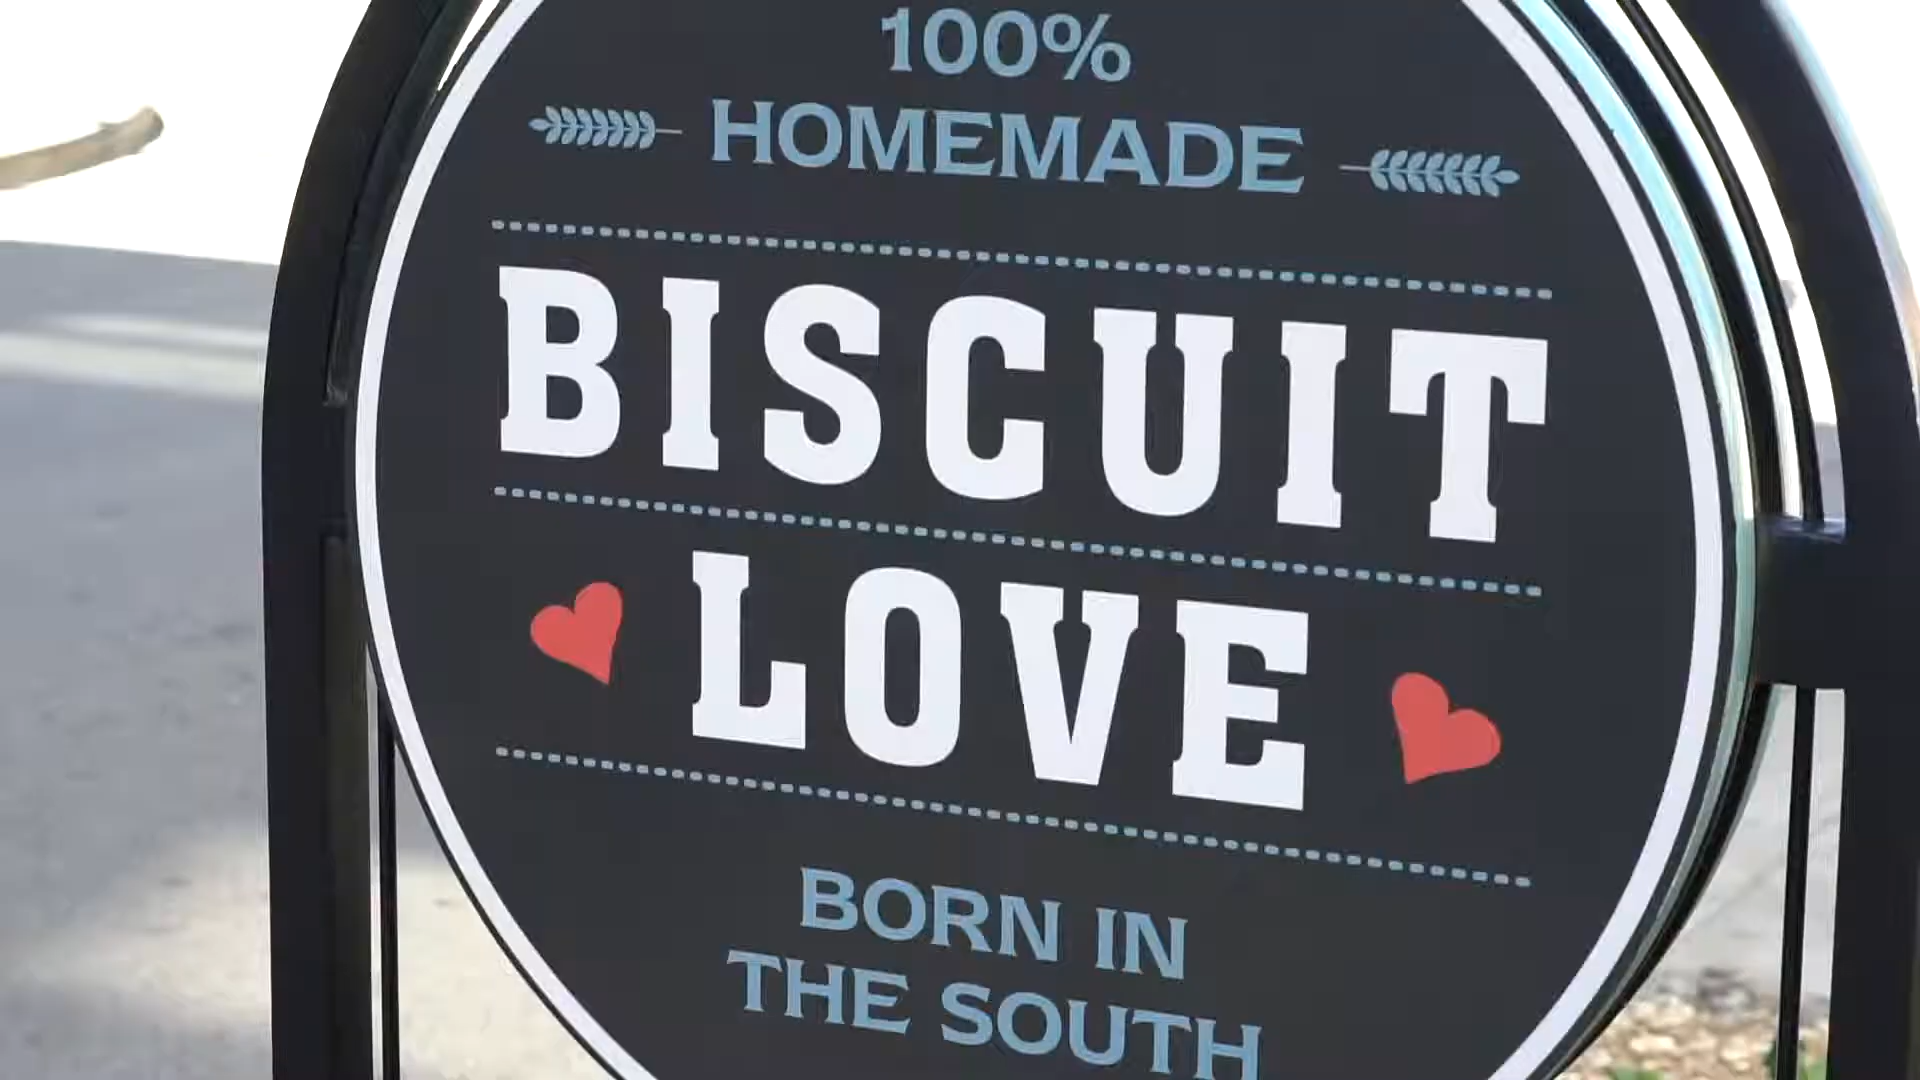 100%
HOMEMADE
BISCUIT
LOVE
BORN IN
THE SOUTH